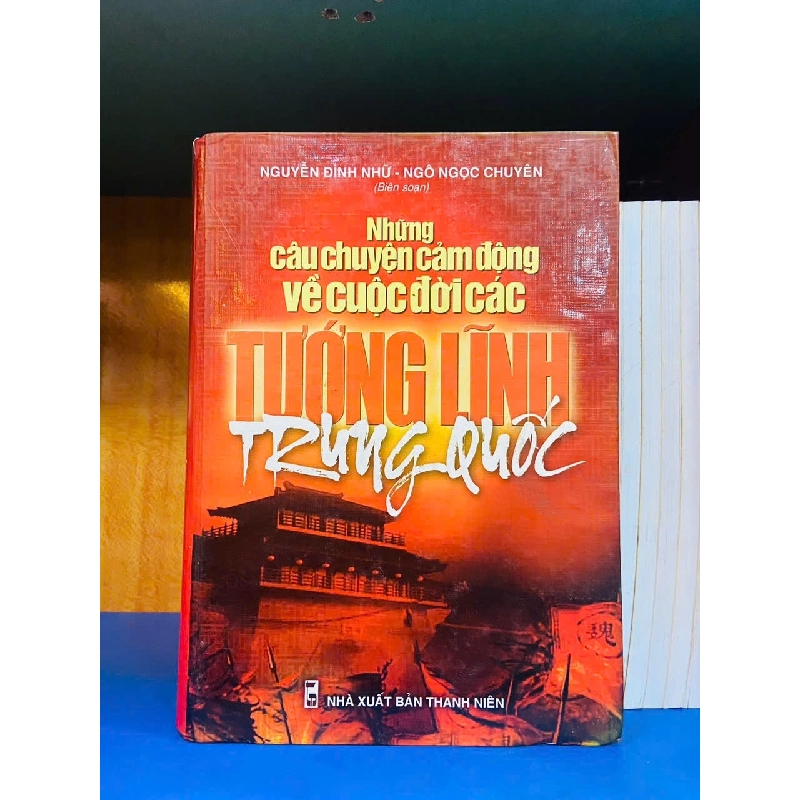 NGUYỄN ĐÌNH NHỮ - NGÔ NGỌC CHUYÊN
(Biên soạn)
Những
câu chuyện cảm động
về cuộc đời các
TƯỚNG LĨNH
TRUNG QUỐC
魂
NHÀ XUẤT BẢN THANH NIÊN